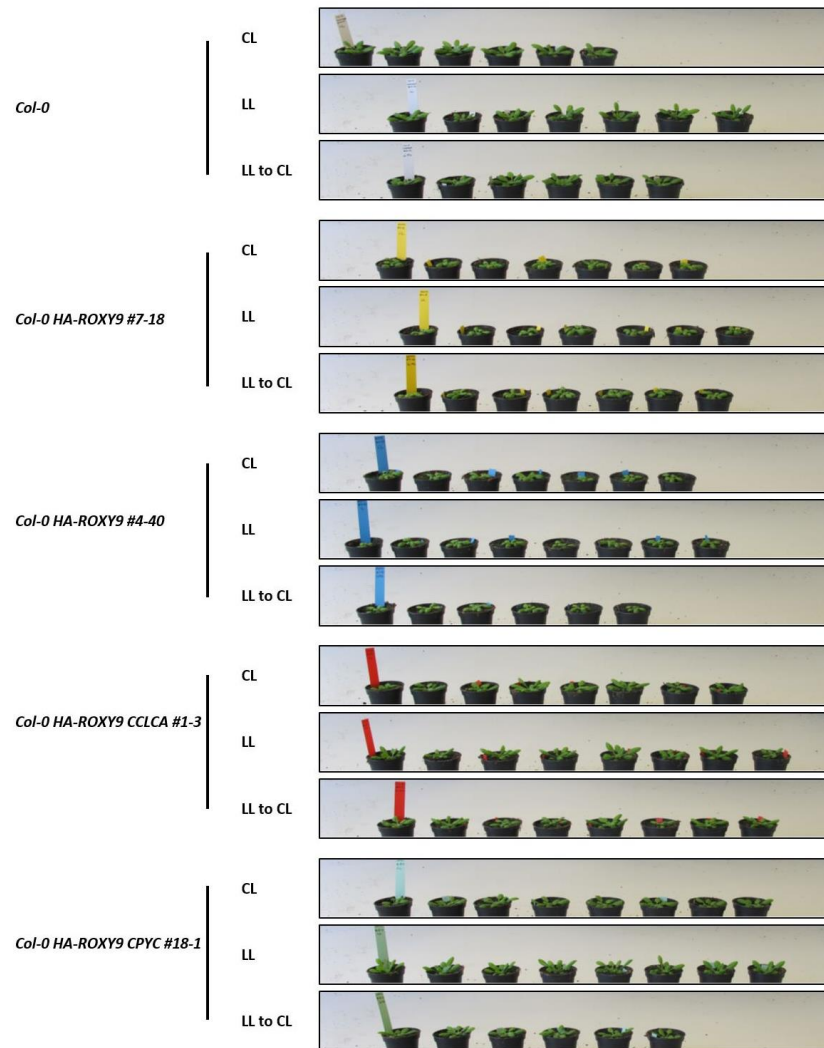 CL
Col-0
LL
LL to CL
CL
Col-0 HA-ROXY9 #7-18
LL
LL to CL
CL
Col-0 HA-ROXY9 #4-40
LL
LL to CL
CL
Col-0 HA-ROXY9 CCLCA #1-3
LL
LL to CL
CL
Col-0 HA-ROXY9 CPYC #18-1
LL
LL to CL